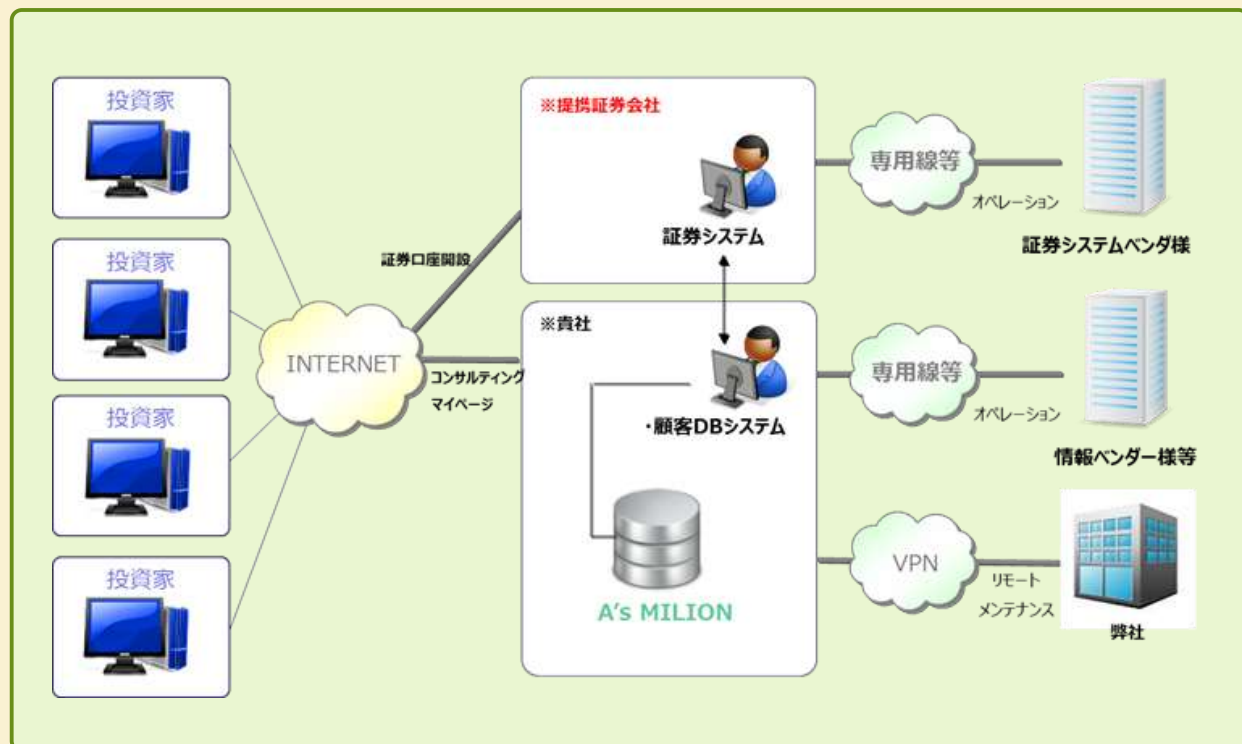 投資家
投資家
投資家
投資家
INTERNET
証券口座開設
コンサルティング
マイページ
※提携証券会社
証券システム
※貴社
・顧客DBシステム
A's MILION
専用線等
オペレーション
証券システムベンダ様
専用線等
オペレーション
情報ベンダー様等
VPN
リモート
メンテナンス
弊社